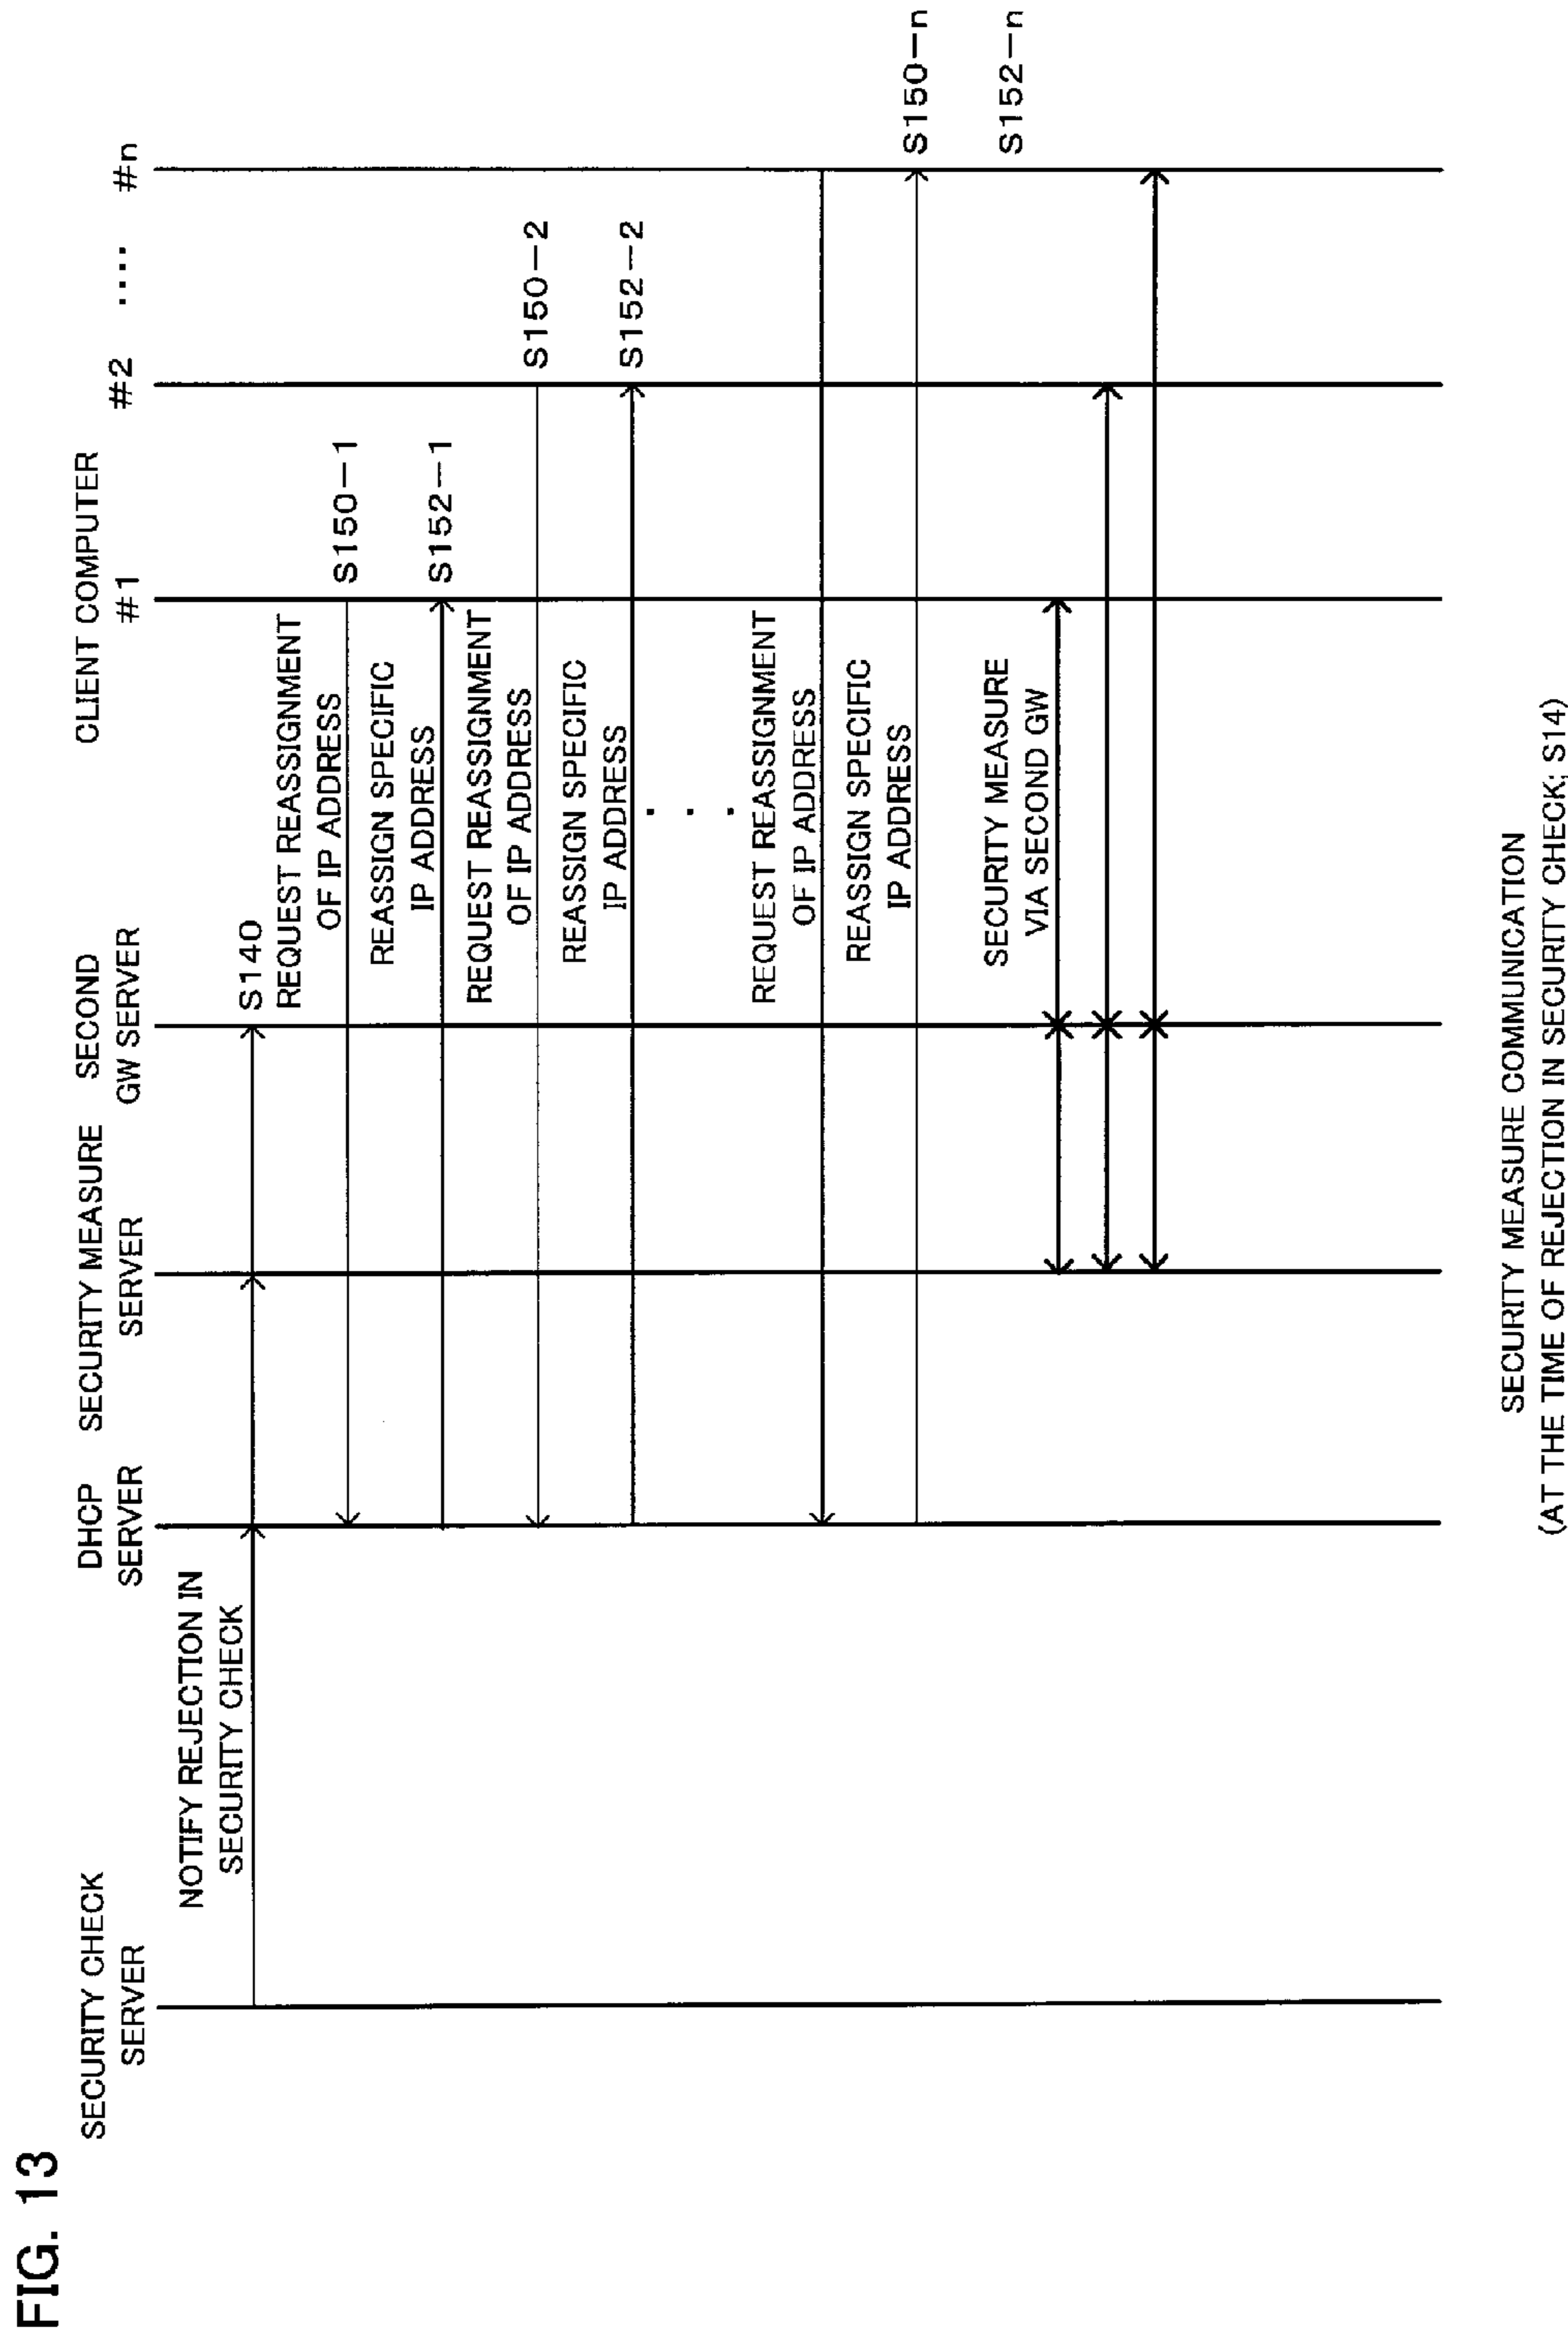 FIG. 13
SECURITY CHECK
SERVER
DHCP
SERVER
SECURITY MEASURE
SERVER
SECOND
GW SERVER
CLIENT COMPUTER
#1
#2
....
#n
NOTIFY REJECTION IN
SECURITY CHECK
S140
REQUEST REASSIGNMENT
OF IP ADDRESS
S150-1
REASSIGN SPECIFIC
IP ADDRESS
S152-1
REQUEST REASSIGNMENT
OF IP ADDRESS
S150-2
REASSIGN SPECIFIC
IP ADDRESS
S152-2
. . .
REQUEST REASSIGNMENT
OF IP ADDRESS
S150-n
REASSIGN SPECIFIC
IP ADDRESS
S152-n
SECURITY MEASURE
VIA SECOND GW
SECURITY MEASURE COMMUNICATION
(AT THE TIME OF REJECTION IN SECURITY CHECK; S14)